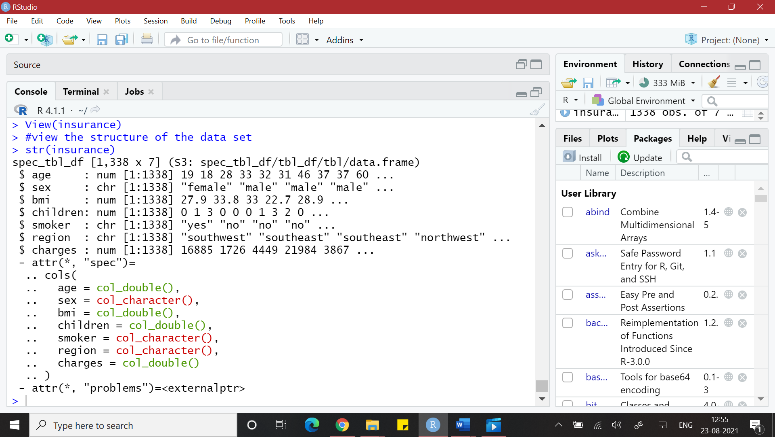 RStudio
File Edit Code View Plots Session Build Debug Profile Tools Help
Go to file/function Addins Project: (None)
Source
Console Terminal Jobs
R 4.1.1 · ~/
> View(insurance)
> #view the structure of the data set
> str(insurance)
spec_tbl_df [1,338 x 7] (S3: spec_tbl_df/tbl_df/tbl/data.frame)
$ age : num [1:1338] 19 18 28 33 32 31 46 37 37 60 ...
$ sex : chr [1:1338] "female" "male" "male" "male" ...
$ bmi : num [1:1338] 27.9 33.8 33 22.7 28.9 ...
$ children: num [1:1338] 0 1 3 0 0 0 1 3 2 0 ...
$ smoker : chr [1:1338] "yes" "no" "no" "no" ...
$ region : chr [1:1338] "southwest" "southeast" "southeast" "northwest" ...
$ charges : num [1:1338] 16885 1726 4449 21984 3867 ...
- attr(*, "spec")=
.. cols(
.. age = col_double(),
.. sex = col_character(),
.. bmi = col_double(),
.. children = col_double(),
.. smoker = col_character(),
.. region = col_character(),
.. charges = col_double()
.. )
- attr(*, "problems")=<externalptr>
>
Environment History Connections
333 MiB
R Global Environment
insura... 1338 obs. of 7 ...
Files Plots Packages Help Vi
Install Update
Name Description ...
User Library
abind Combine Multidimensional Arrays 1.4-5
ask... Safe Password Entry for R, Git, and SSH 1.1
ass... Easy Pre and Post Assertions 0.2.
bac... Reimplementation of Functions Introduced Since R-3.0.0 1.2.
bas... Tools for base64 encoding 0.1-3
bit Classes and 4.0
Type here to search
ENG
12:55
23-08-2021